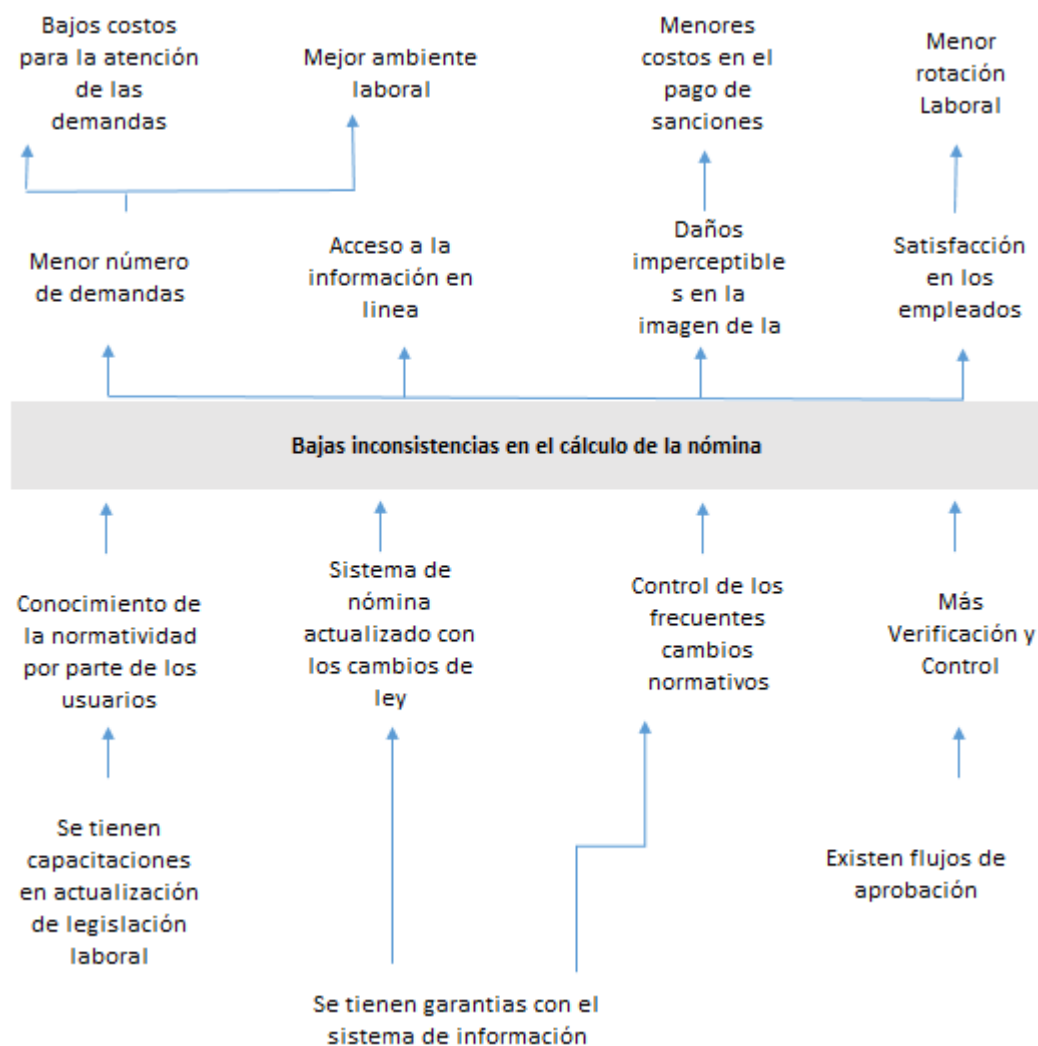 Bajos costos
para la atención
de las
demandas
Mejor ambiente
laboral
Menores
costos en el
pago de
sanciones
Menor
rotación
Laboral
Menor número
de demandas
Acceso a la
información en
linea
Daños
imperceptible
s en la
imagen de la
Satisfacción
en los
empleados
Bajas inconsistencias en el cálculo de la nómina
Conocimiento de
la normatividad
por parte de los
usuarios
Sistema de
nómina
actualizado con
los cambios de
ley
Control de los
frecuentes
cambios
normativos
Más
Verificación y
Control
Se tienen
capacitaciones
en actualización
de legislación
laboral
Existen flujos de
aprobación
Se tienen garantias con el
sistema de información